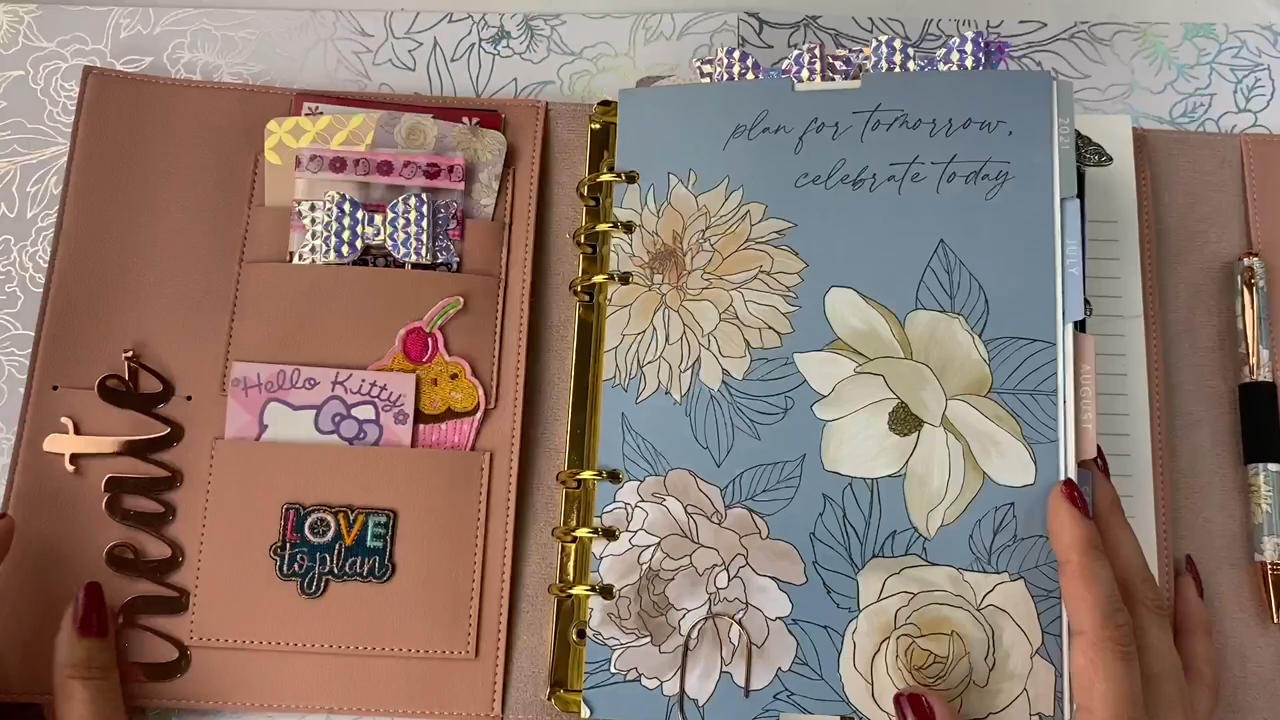 create
Hello Kitty
LOVE
to plan
plan for tomorrow,
celebrate today
2021
JULY
AUGUST